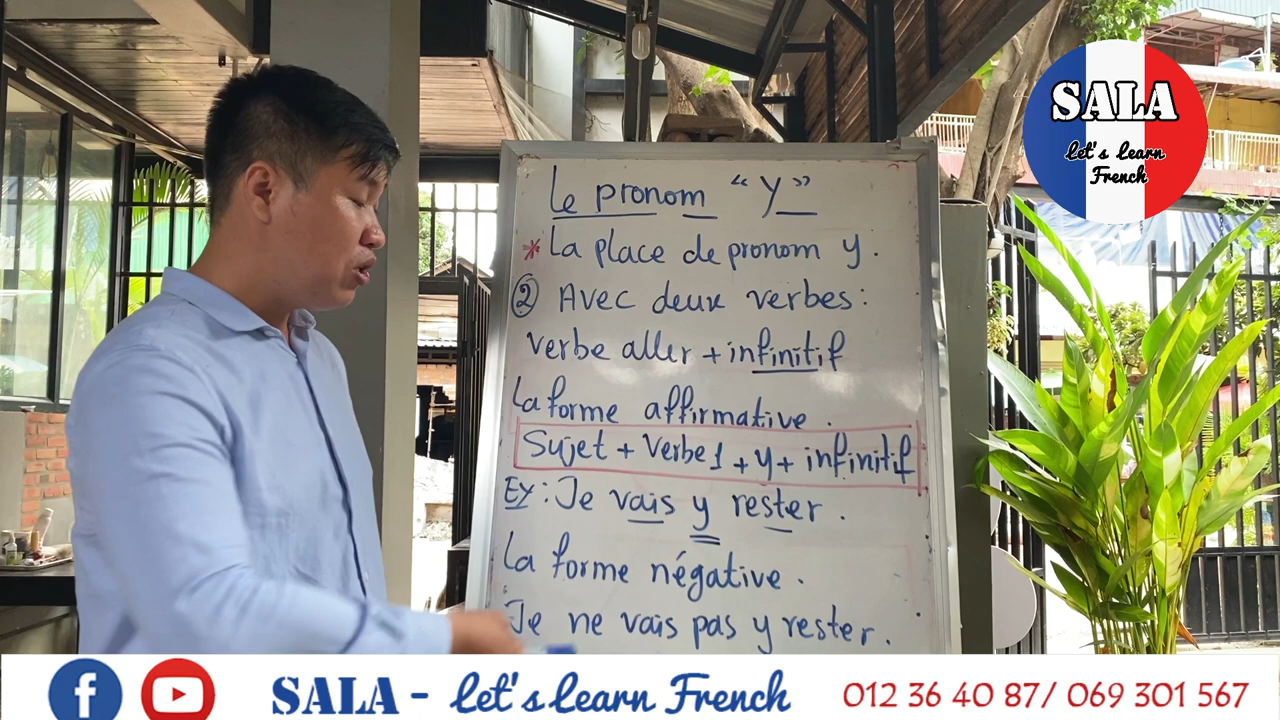 SALA
Let's Learn
French
Le pronom “y”
* La place de pronom y.
② Avec deux verbes:
verbe aller + infinitif
La forme affirmative.
Sujet + Verbe1 + y + infinitif
Ex: Je vais y rester.
La forme négative.
Je ne vais pas y rester.
SALA - Let's Learn French
012 36 40 87/ 069 301 567